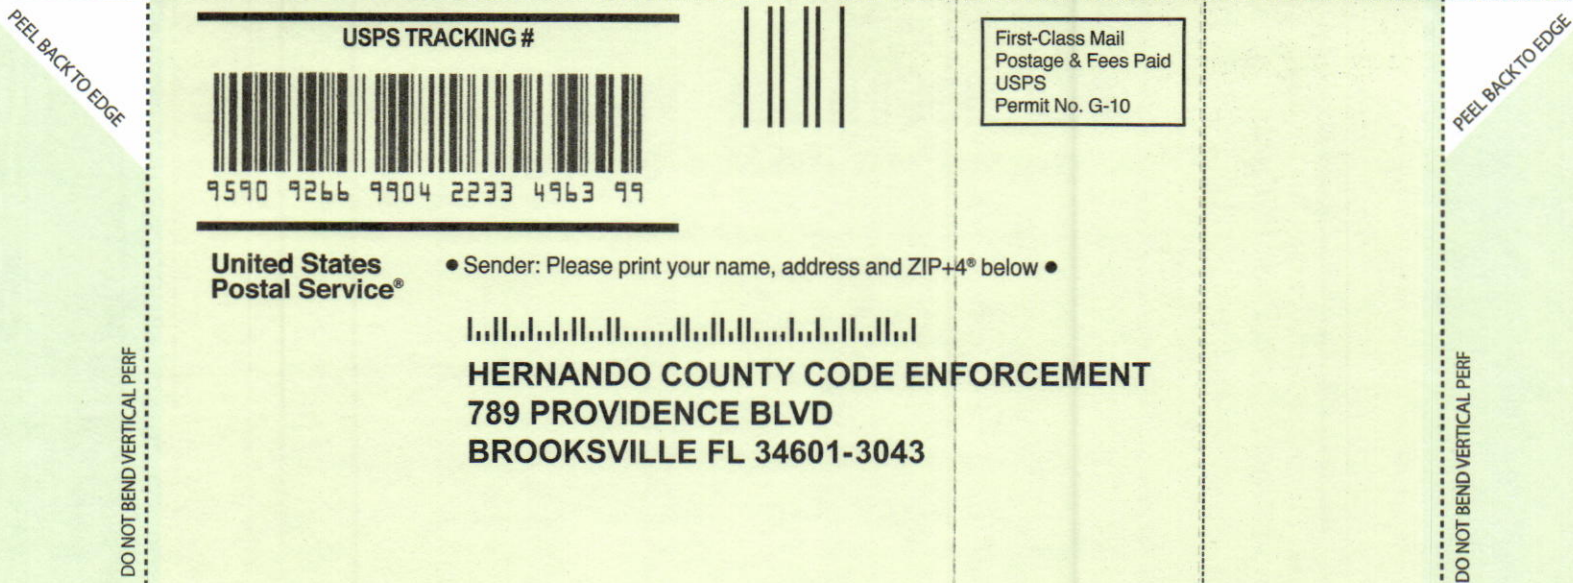 PEEL BACK TO EDGE
USPS TRACKING #
9590 9266 9904 2233 4963 99
First-Class Mail
Postage & Fees Paid
USPS
Permit No. G-10
PEEL BACK TO EDGE
United States
Postal Service®
● Sender: Please print your name, address and ZIP+4® below ●
HERNANDO COUNTY CODE ENFORCEMENT
789 PROVIDENCE BLVD
BROOKSVILLE FL 34601-3043
DO NOT BEND VERTICAL PERF
DO NOT BEND VERTICAL PERF